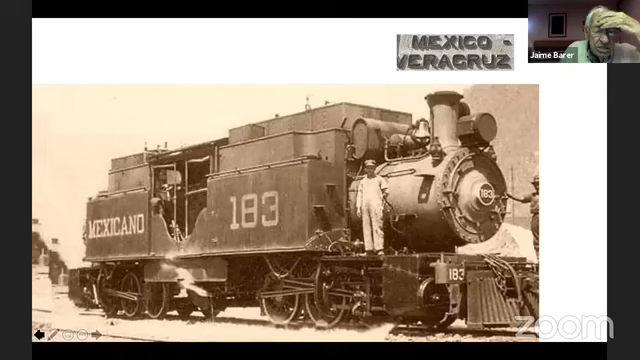 MEXICO -
VERACRUZ
Jaime Barer
MEXICANO
183
183
183
zoom